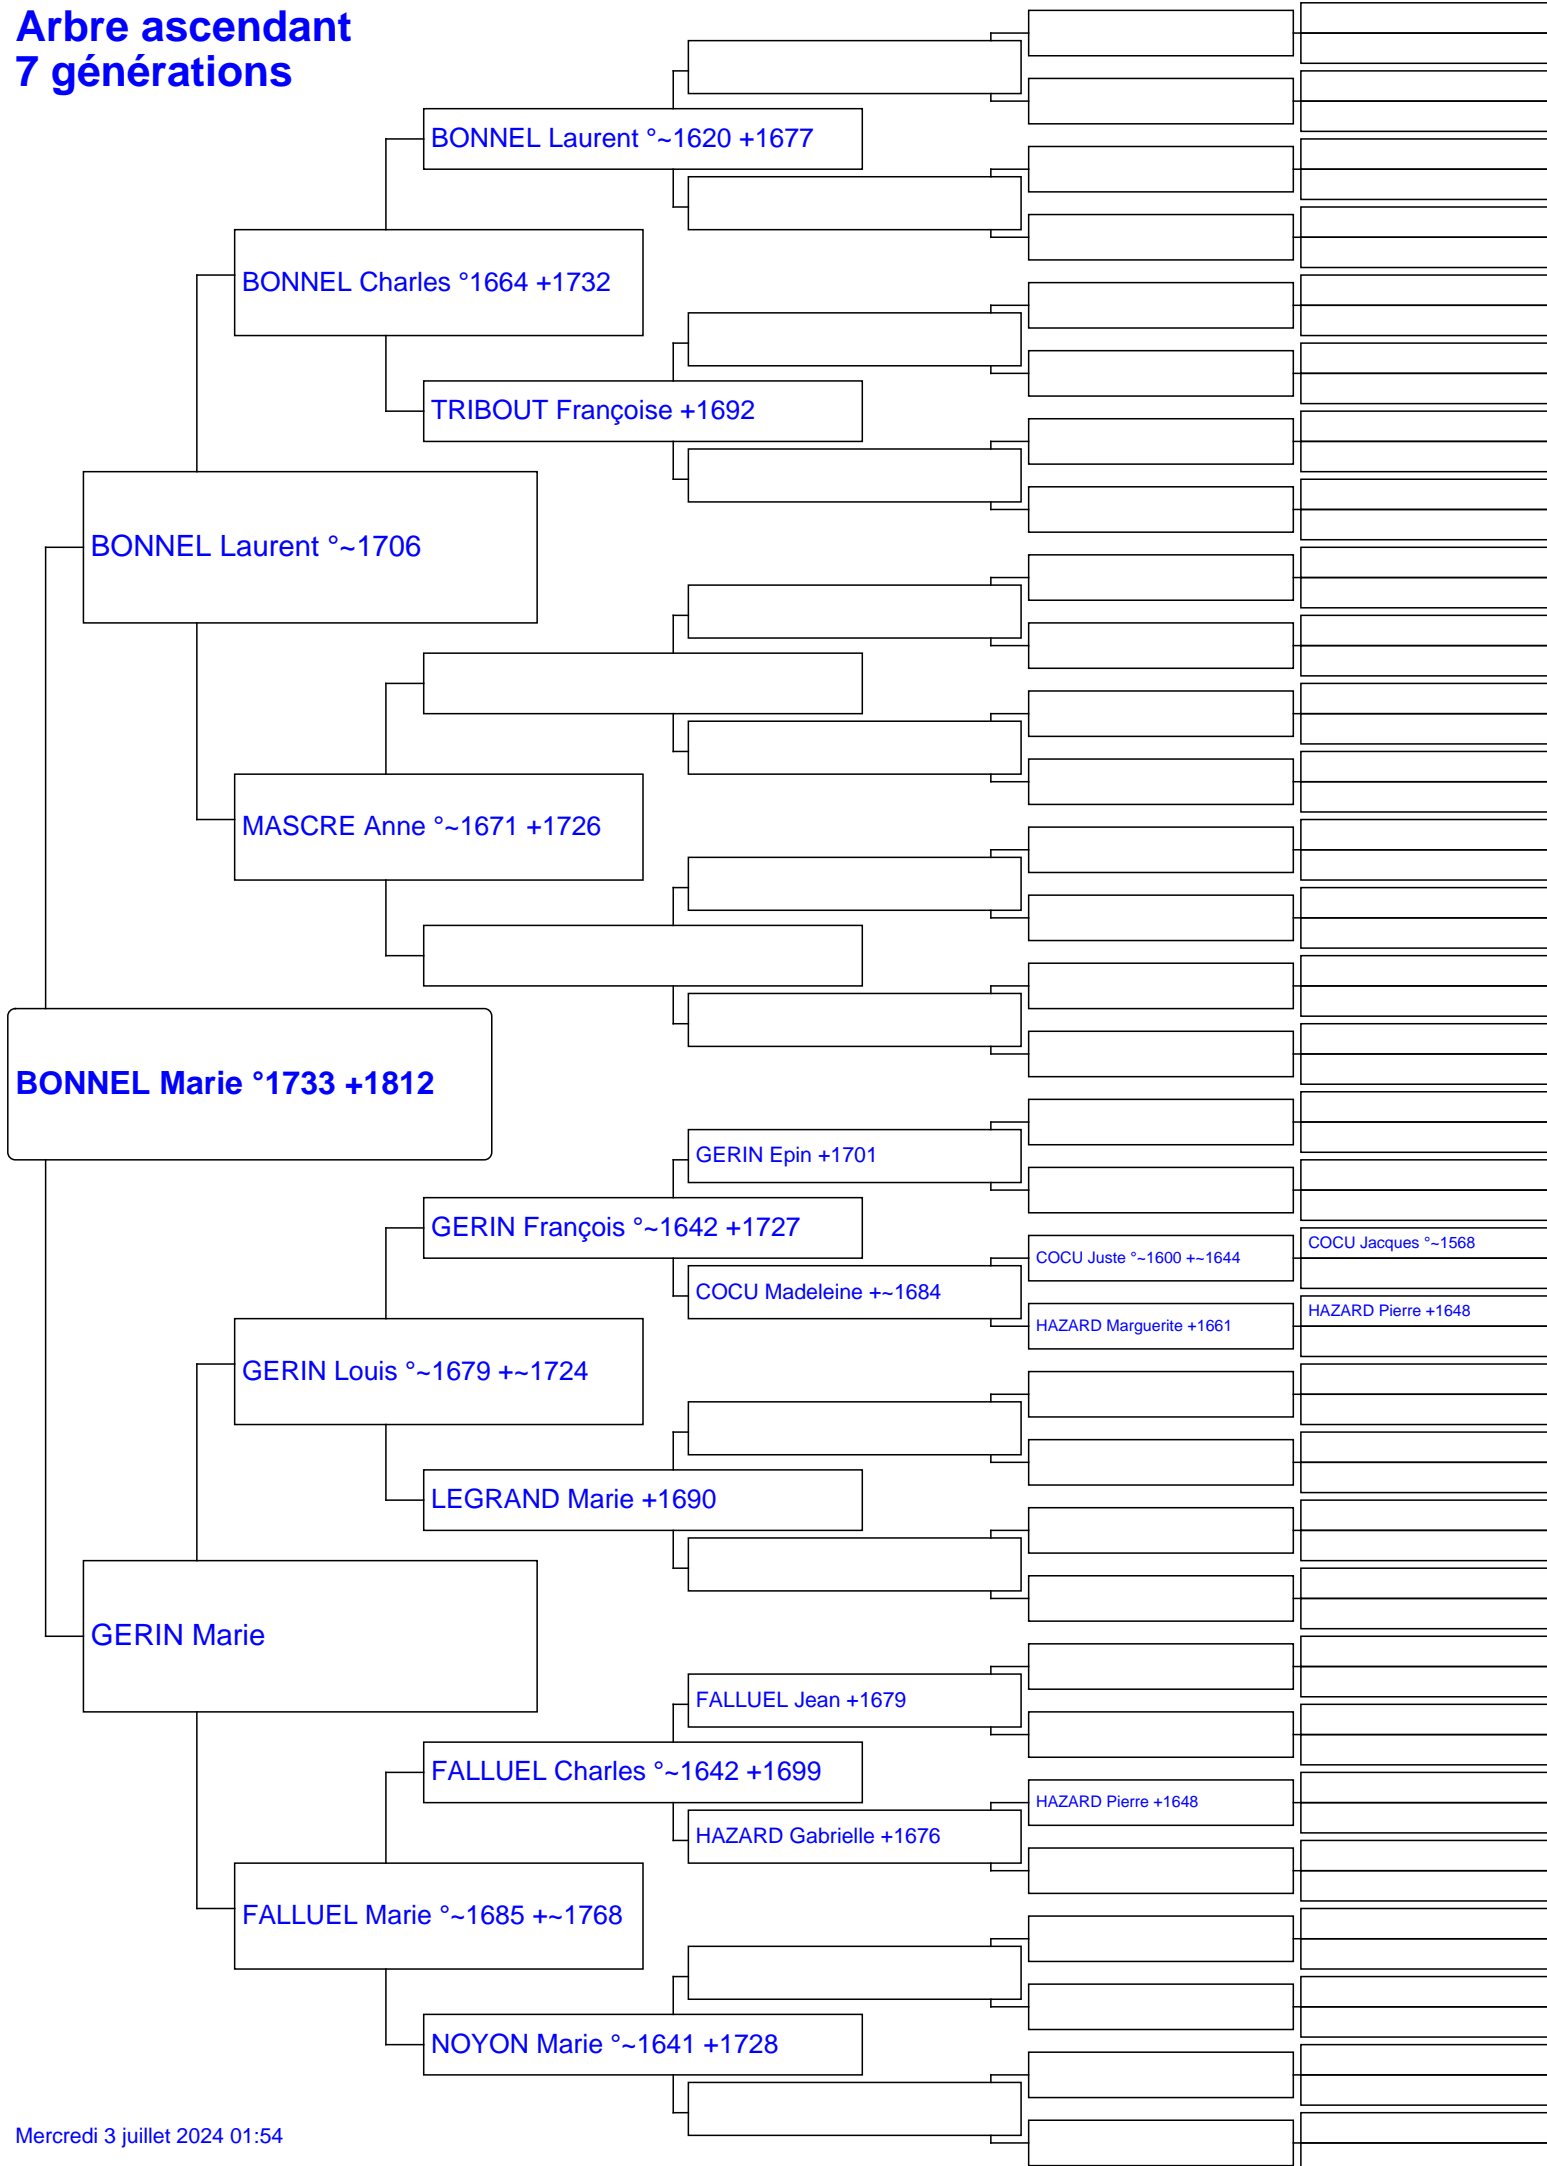 Arbre ascendant
7 générations
BONNEL Laurent °~1620 +1677
BONNEL Charles °1664 +1732
TRIBOUT Françoise +1692
BONNEL Laurent °~1706
MASCRE Anne °~1671 +1726
BONNEL Marie °1733 +1812
GERIN Epin +1701
GERIN François °~1642 +1727
COCU Jacques °~1568
COCU Juste °~1600 +~1644
COCU Madeleine +~1684
HAZARD Pierre +1648
HAZARD Marguerite +1661
GERIN Louis °~1679 +~1724
LEGRAND Marie +1690
GERIN Marie
FALLUEL Jean +1679
FALLUEL Charles °~1642 +1699
HAZARD Pierre +1648
HAZARD Gabrielle +1676
FALLUEL Marie °~1685 +~1768
NOYON Marie °~1641 +1728
Mercredi 3 juillet 2024 01:54